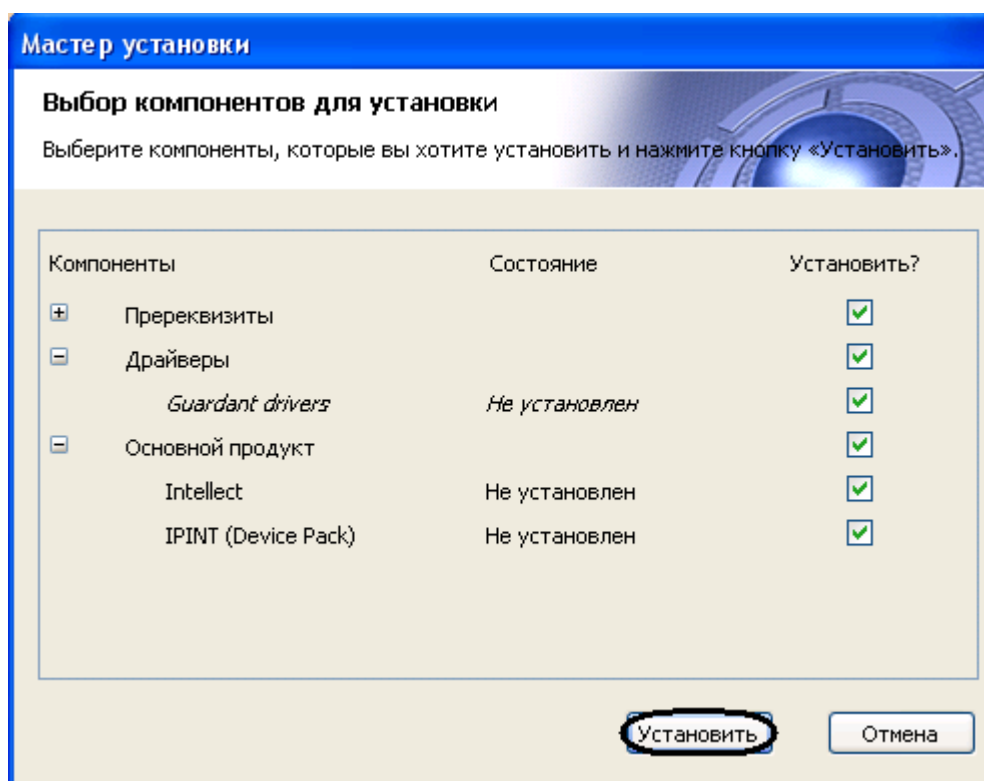 Мастер установки
Выбор компонентов для установки
Выберите компоненты, которые вы хотите установить и нажмите кнопку «Установить».
Компоненты Состояние Установить?
Пререквизиты
Драйверы
Guardant drivers Не установлен
Основной продукт
Intellect Не установлен
IPINT (Device Pack) Не установлен
Установить Отмена